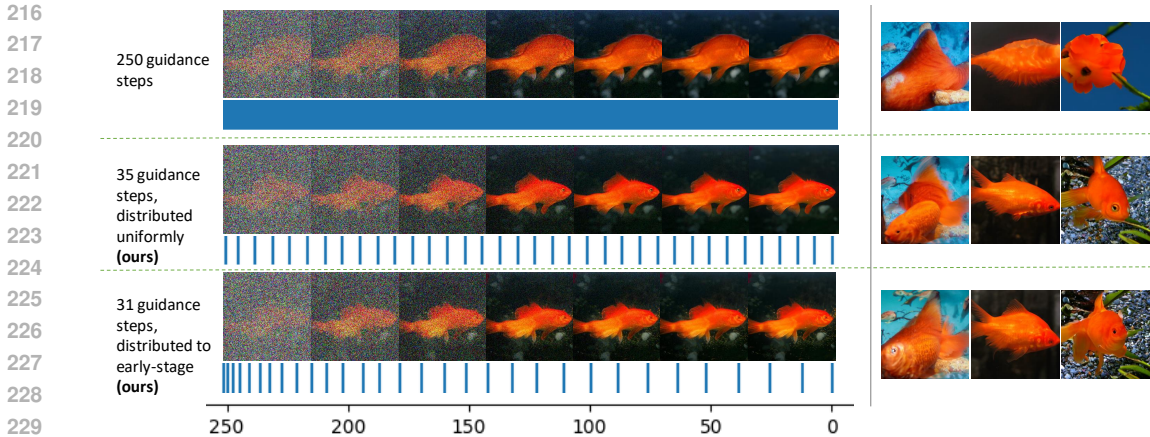 216
217
218
219
220
221
222
223
224
225
226
227
228
229
250 guidance
steps
35 guidance
steps,
distributed
uniformly
(ours)
31 guidance
steps,
distributed to
early-stage
(ours)
250 200 150 100 50 0